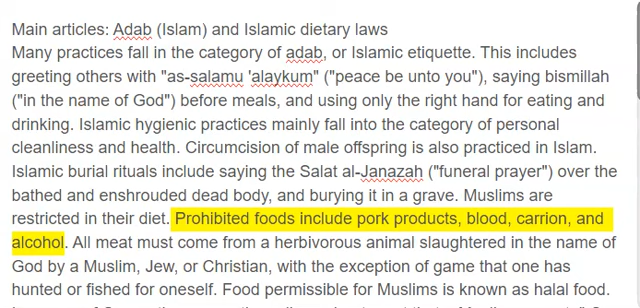 Main articles: Adab (Islam) and Islamic dietary laws
Many practices fall in the category of adab, or Islamic etiquette. This includes
greeting others with "as-salamu 'alaykum" ("peace be unto you"), saying bismillah
("in the name of God") before meals, and using only the right hand for eating and
drinking. Islamic hygienic practices mainly fall into the category of personal
cleanliness and health. Circumcision of male offspring is also practiced in Islam.
Islamic burial rituals include saying the Salat al-Janazah ("funeral prayer") over the
bathed and enshrouded dead body, and burying it in a grave. Muslims are
restricted in their diet. Prohibited foods include pork products, blood, carrion, and
alcohol. All meat must come from a herbivorous animal slaughtered in the name of
God by a Muslim, Jew, or Christian, with the exception of game that one has
hunted or fished for oneself. Food permissible for Muslims is known as halal food.